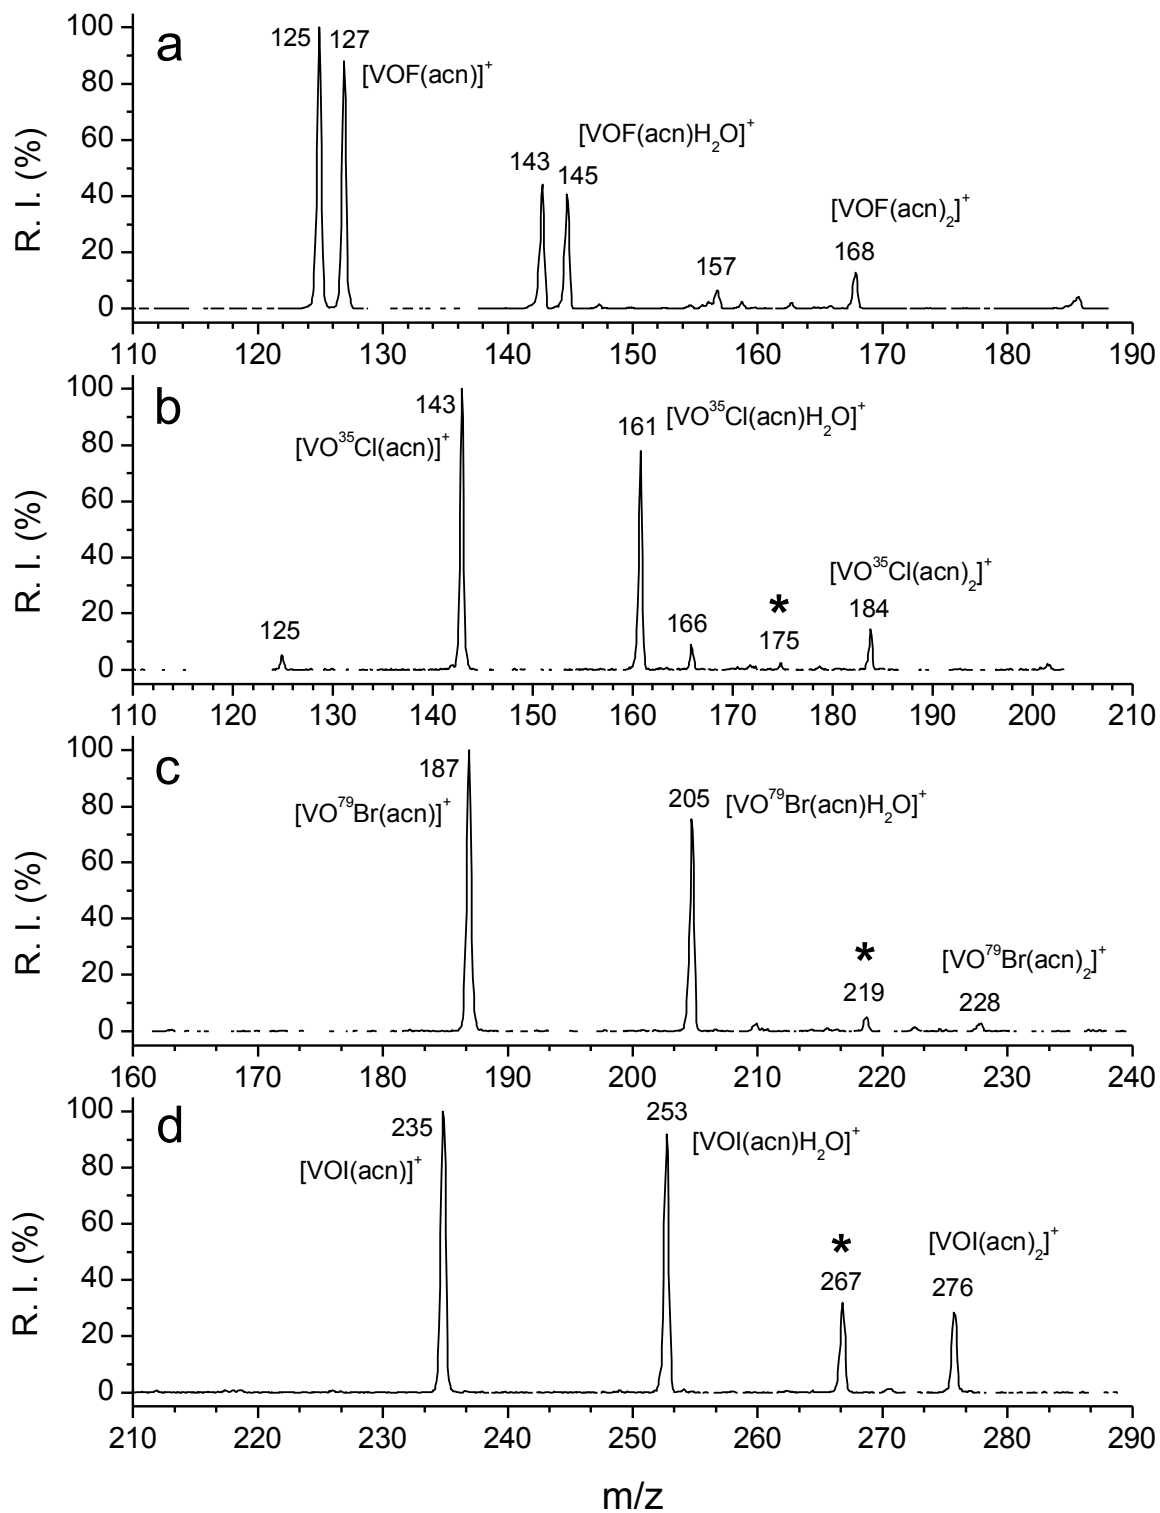 a
R. I. (%)
100
80
60
40
20
0
125 127
[VOF(acn)]⁺
143 145
[VOF(acn)H₂O]⁺
157
168
[VOF(acn)₂]⁺
110 120 130 140 150 160 170 180 190
b
R. I. (%)
100
80
60
40
20
0
125
143
[VO³⁵Cl(acn)]⁺
161 [VO³⁵Cl(acn)H₂O]⁺
166
*
175
[VO³⁵Cl(acn)₂]⁺
184
110 120 130 140 150 160 170 180 190 200 210
c
R. I. (%)
100
80
60
40
20
0
187
[VO⁷⁹Br(acn)]⁺
205 [VO⁷⁹Br(acn)H₂O]⁺
*
219
[VO⁷⁹Br(acn)₂]⁺
228
160 170 180 190 200 210 220 230 240
d
R. I. (%)
100
80
60
40
20
0
235
[VOI(acn)]⁺
253
[VOI(acn)H₂O]⁺
*
267
[VOI(acn)₂]⁺
276
210 220 230 240 250 260 270 280 290
m/z